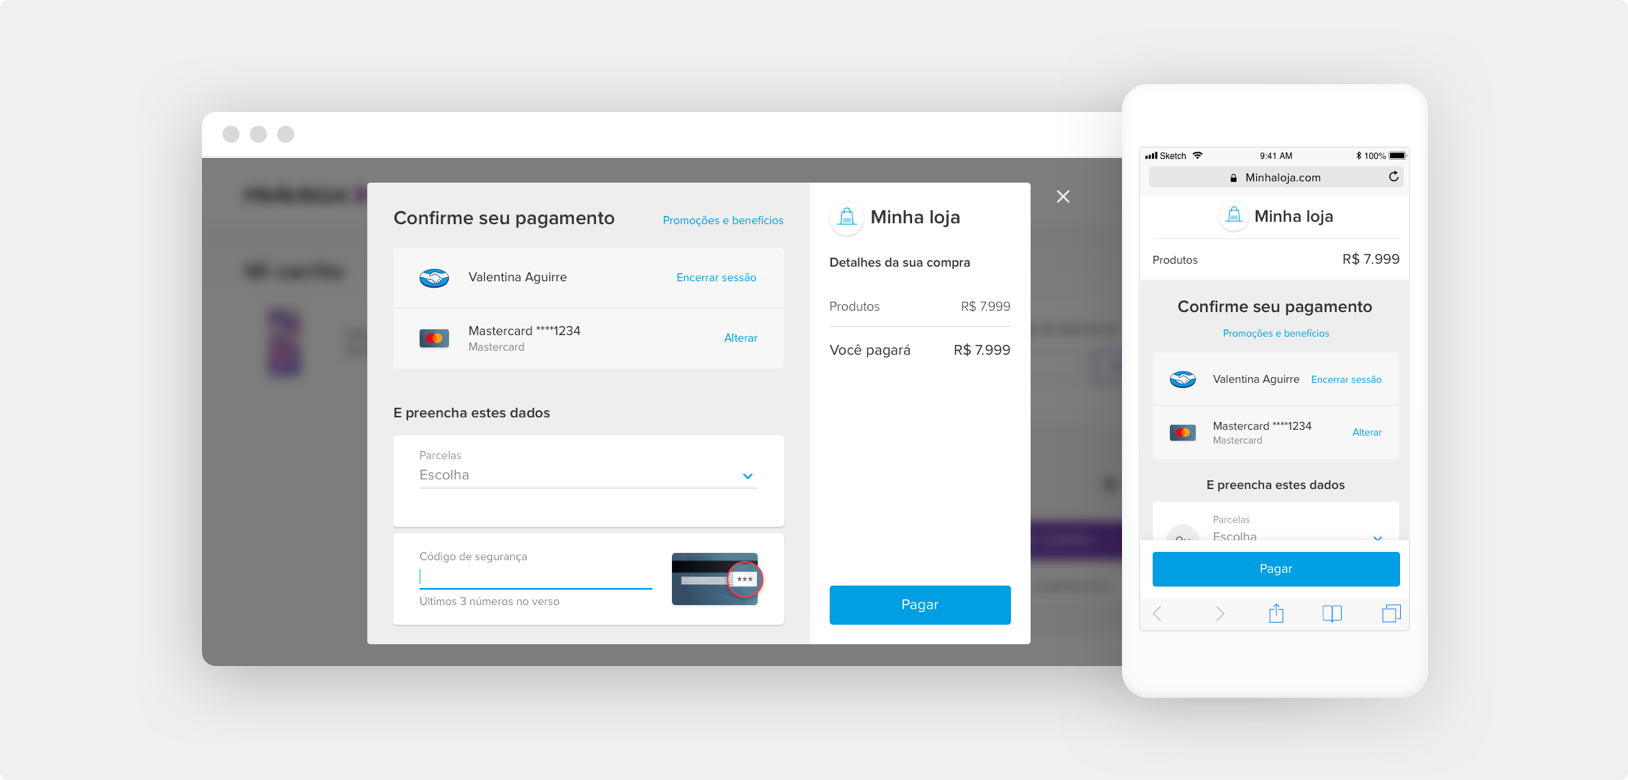 Mi carrito
Confirme seu pagamento
Promoções e benefícios
Valentina Aguirre
Encerrar sessão
Mastercard ****1234
Mastercard
Alterar
E preencha estes dados
Parcelas
Escolha
Código de segurança
Últimos 3 números no verso
***
Minha loja
Detalhes da sua compra
Produtos R$ 7.999
Você pagará R$ 7.999
Pagar
Sketch 9:41 AM 100%
Minhaloja.com
Minha loja
Produtos R$ 7.999
Confirme seu pagamento
Promoções e benefícios
Valentina Aguirre Encerrar sessão
Mastercard ****1234
Mastercard
Alterar
E preencha estes dados
Parcelas
Escolha
Pagar